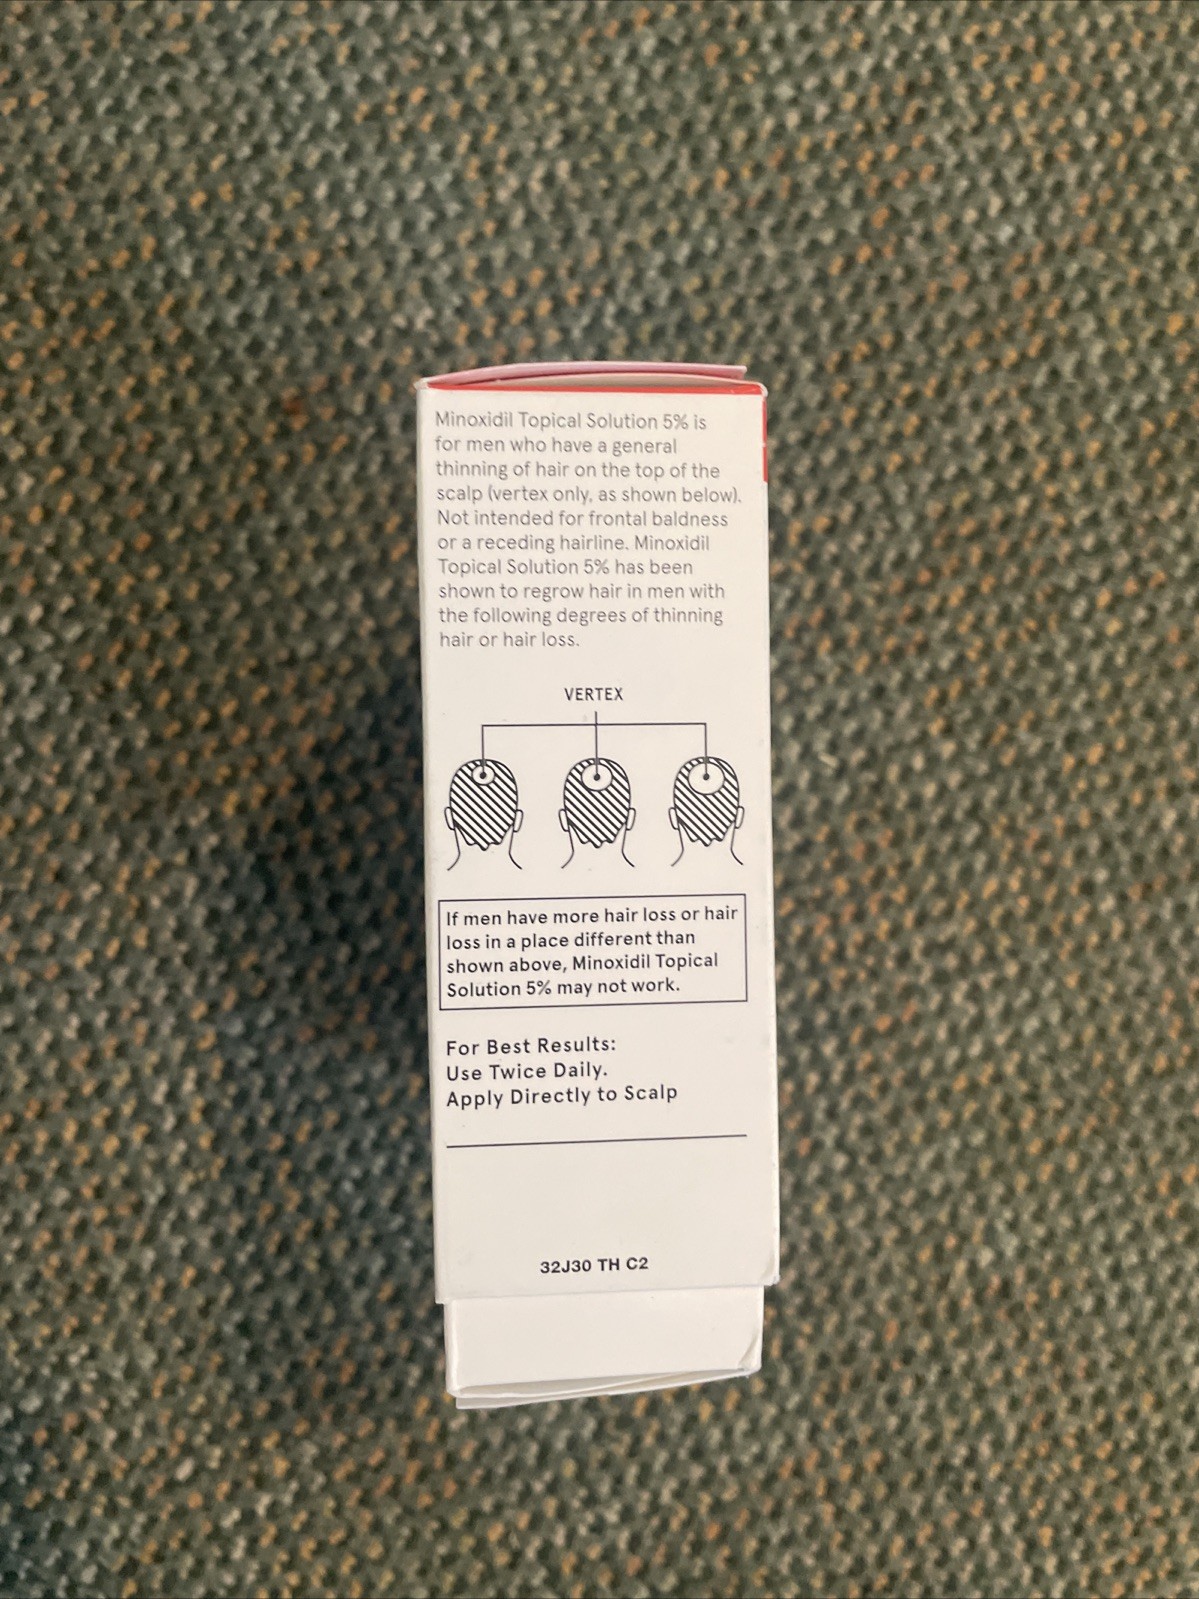 Minoxidil Topical Solution 5% is
for men who have a general
thinning of hair on the top of the
scalp (vertex only, as shown below).
Not intended for frontal baldness
or a receding hairline. Minoxidil
Topical Solution 5% has been
shown to regrow hair in men with
the following degrees of thinning
hair or hair loss.
VERTEX
If men have more hair loss or hair
loss in a place different than
shown above, Minoxidil Topical
Solution 5% may not work.
For Best Results:
Use Twice Daily.
Apply Directly to Scalp
32J30 TH C2